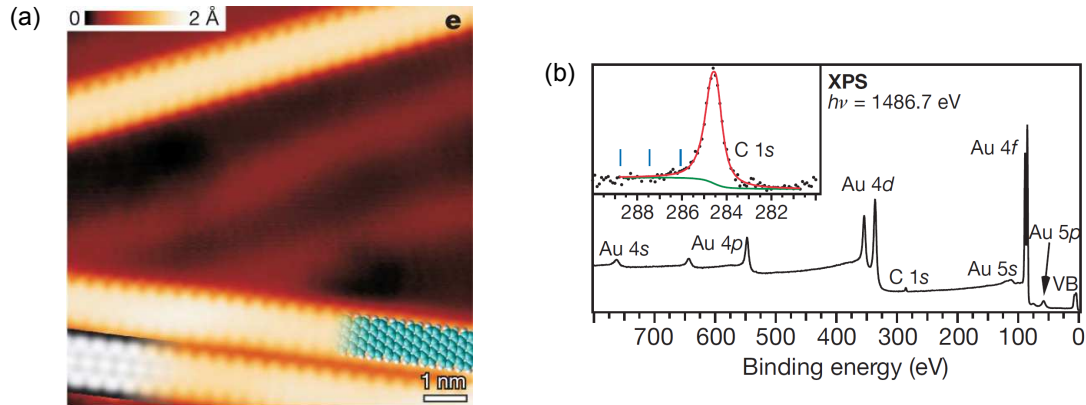 (a)
0 2 Å
e
1 nm
(b)
XPS
hν = 1486.7 eV
C 1s
288 286 284 282
Au 4f
Au 4d
Au 5p
Au 4s
Au 4p
C 1s
Au 5s
VB
700 600 500 400 300 200 100 0
Binding energy (eV)